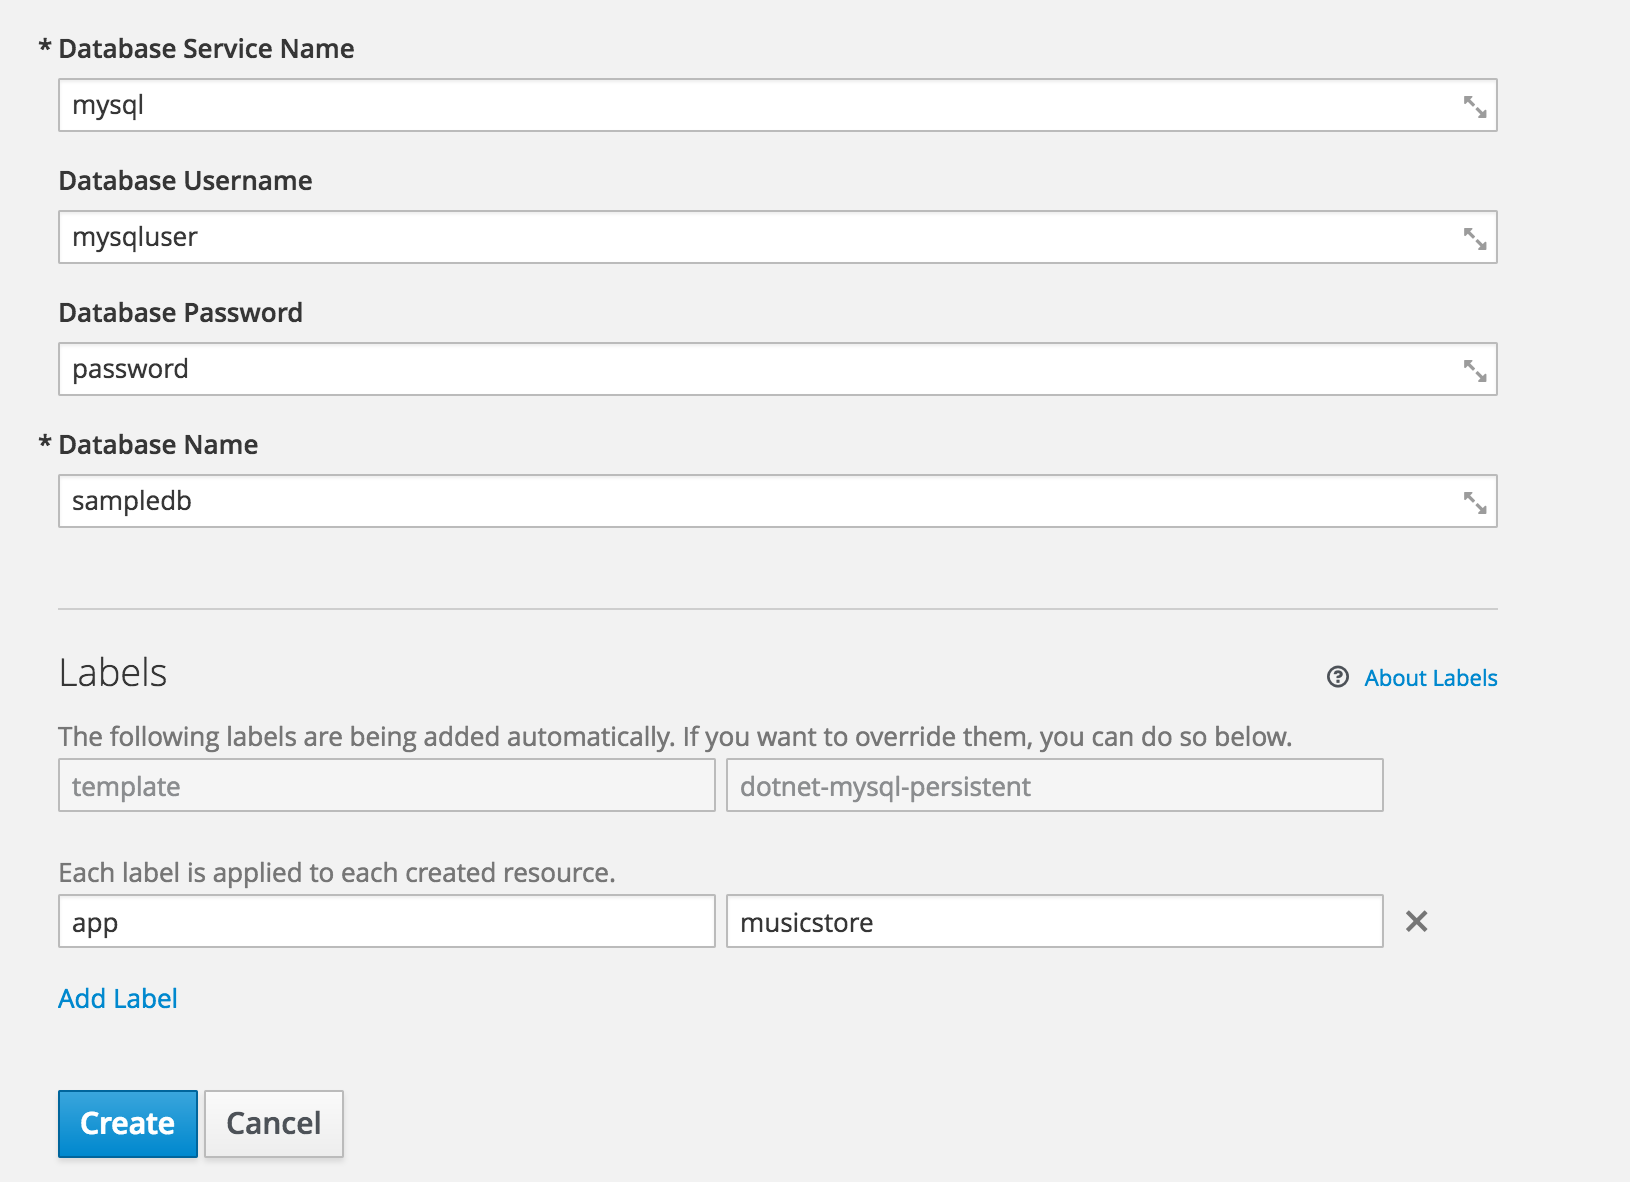 * Database Service Name
mysql
Database Username
mysqluser
Database Password
password
* Database Name
sampledb
Labels
? About Labels
The following labels are being added automatically. If you want to override them, you can do so below.
template dotnet-mysql-persistent
Each label is applied to each created resource.
app musicstore
Add Label
Create Cancel